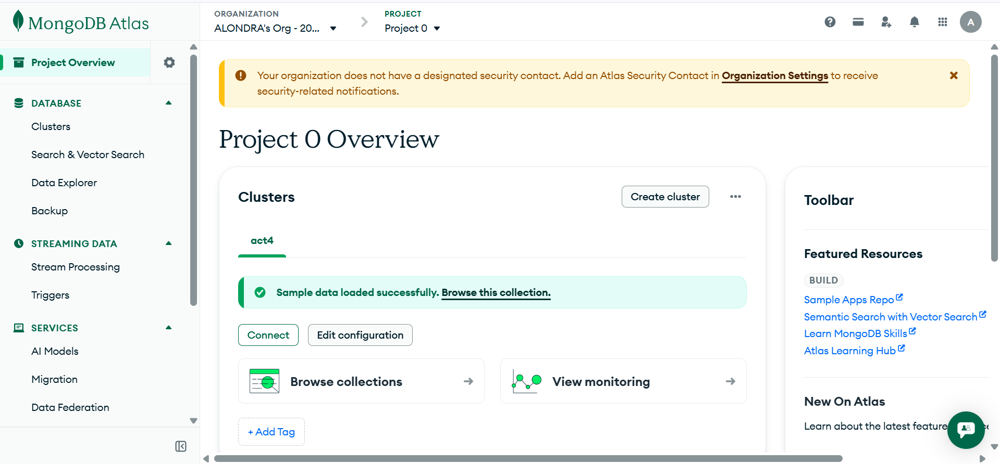 MongoDB Atlas
ORGANIZATION
ALONDRA's Org - 20...
PROJECT
Project 0
A
Project Overview
DATABASE
Clusters
Search & Vector Search
Data Explorer
Backup
STREAMING DATA
Stream Processing
Triggers
SERVICES
AI Models
Migration
Data Federation
Your organization does not have a designated security contact. Add an Atlas Security Contact in Organization Settings to receive
security-related notifications.
Project 0 Overview
Clusters
Create cluster
act4
Sample data loaded successfully. Browse this collection.
Connect
Edit configuration
Browse collections
View monitoring
+ Add Tag
Toolbar
Featured Resources
BUILD
Sample Apps Repo
Semantic Search with Vector Search
Learn MongoDB Skills
Atlas Learning Hub
New On Atlas
Learn about the latest feature